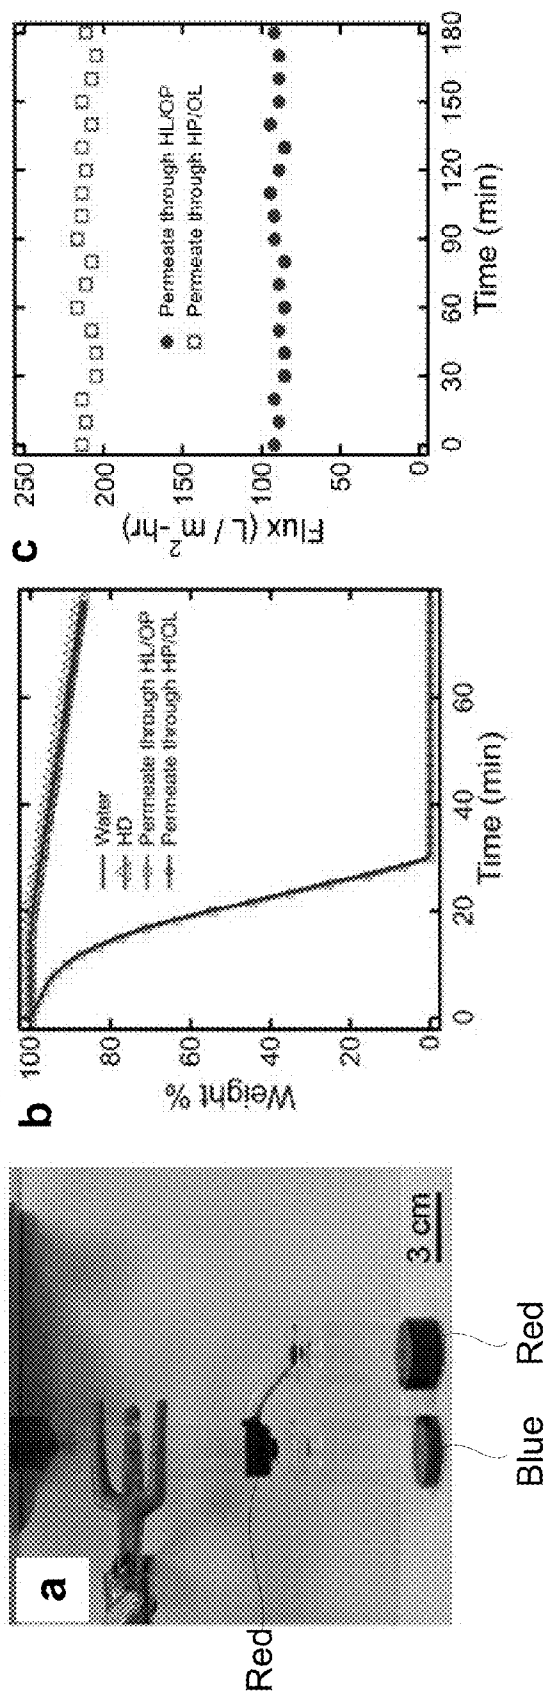 a
Red
3 cm
Blue
Red
b
Weight %
100
80
60
40
20
0
Water
HD
Permeate through HL/OP
Permeate through HP/OL
0
20
40
60
Time (min)
c
Flux (L / m²-hr)
250
200
150
100
50
0
Permeate through HL/OP
Permeate through HP/OL
0
30
60
90
120
150
180
Time (min)